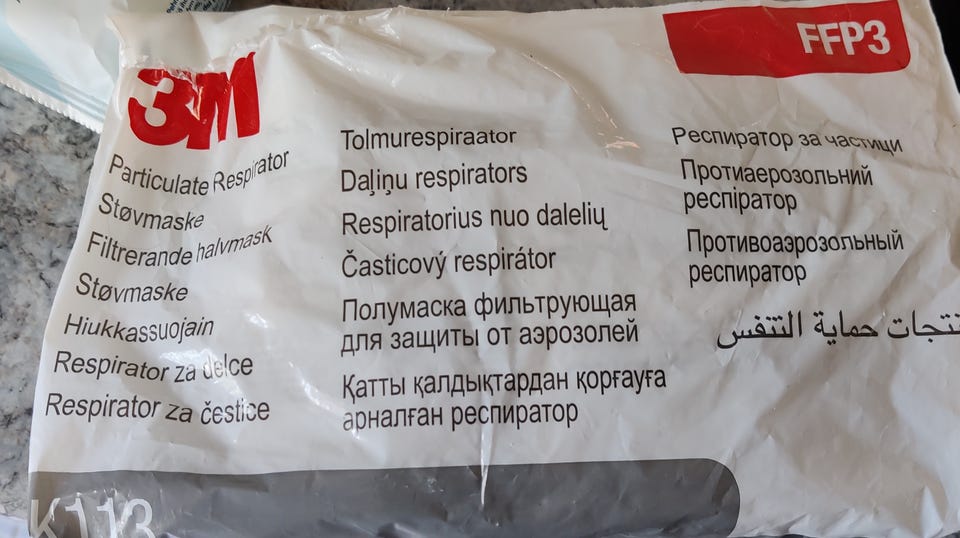 3M
FFP3
Particulate Respirator
Støvmaske
Filtrerande halvmask
Støvmaske
Hiukkassuojain
Respirator za delce
Respirator za čestice
Tolmurespiraator
Daļiņu respirators
Respiratorius nuo dalelių
Časticový respirátor
Полумаска фильтрующая
для защиты от аэрозолей
Қатты қалдықтардан қорғауға
арналған респиратор
Респиратор за частици
Протиаерозольний
респіратор
Противоаэрозольный
респиратор
حماية التنفس
K113